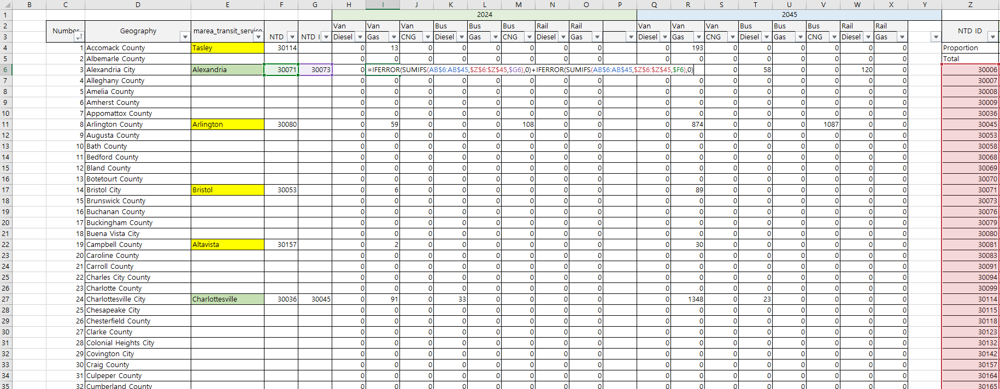 B C D E F G H I J K L M N O P Q R S T U V W X Y Z
1 2024 2045
2 Number Geography marea_transit_service Van Van Van Bus Bus Bus Rail Rail Van Van Van Bus Bus Bus Rail Rail NTD ID
3 NTD NTD I Diesel Gas CNG Diesel Gas CNG Diesel Gas Diesel Gas CNG Diesel Gas CNG Diesel Gas
4 1 Accomack County Tasley 30114 0 13 0 0 0 0 0 0 0 193 0 0 0 0 0 0 Proportion
5 2 Albemarle County 0 0 0 0 0 0 0 0 0 0 0 0 0 0 0 0 Total
6 3 Alexandria City Alexandria 30071 30073 0 =IFERROR(SUMIFS(AB$6:AB$45,$Z$6:$Z$45,$G6),0)+IFERROR(SUMIFS(AB$6:AB$45,$Z$6:$Z$45,$F6),0) 0 58 0 0 120 0 30006
7 4 Alleghany County 0 0 0 0 0 0 0 0 0 0 0 0 0 0 0 0 30007
8 5 Amelia County 0 0 0 0 0 0 0 0 0 0 0 0 0 0 0 0 30008
9 6 Amherst County 0 0 0 0 0 0 0 0 0 0 0 0 0 0 0 0 30009
10 7 Appomattox County 0 0 0 0 0 0 0 0 0 0 0 0 0 0 0 0 30036
11 8 Arlington County Arlington 30080 0 59 0 0 0 108 0 0 0 874 0 0 0 1087 0 0 30045
12 9 Augusta County 0 0 0 0 0 0 0 0 0 0 0 0 0 0 0 0 30053
13 10 Bath County 0 0 0 0 0 0 0 0 0 0 0 0 0 0 0 0 30058
14 11 Bedford County 0 0 0 0 0 0 0 0 0 0 0 0 0 0 0 0 30068
15 12 Bland County 0 0 0 0 0 0 0 0 0 0 0 0 0 0 0 0 30069
16 13 Botetourt County 0 0 0 0 0 0 0 0 0 0 0 0 0 0 0 0 30070
17 14 Bristol City Bristol 30053 0 6 0 0 0 0 0 0 0 89 0 0 0 0 0 0 30071
18 15 Brunswick County 0 0 0 0 0 0 0 0 0 0 0 0 0 0 0 0 30073
19 16 Buchanan County 0 0 0 0 0 0 0 0 0 0 0 0 0 0 0 0 30076
20 17 Buckingham County 0 0 0 0 0 0 0 0 0 0 0 0 0 0 0 0 30079
21 18 Buena Vista City 0 0 0 0 0 0 0 0 0 0 0 0 0 0 0 0 30080
22 19 Campbell County Altavista 30157 0 2 0 0 0 0 0 0 0 30 0 0 0 0 0 0 30081
23 20 Caroline County 0 0 0 0 0 0 0 0 0 0 0 0 0 0 0 0 30083
24 21 Carroll County 0 0 0 0 0 0 0 0 0 0 0 0 0 0 0 0 30091
25 22 Charles City County 0 0 0 0 0 0 0 0 0 0 0 0 0 0 0 0 30094
26 23 Charlotte County 0 0 0 0 0 0 0 0 0 0 0 0 0 0 0 0 30099
27 24 Charlottesville City Charlottesville 30036 30045 0 91 0 33 0 0 0 0 0 1348 0 23 0 0 0 0 30114
28 25 Chesapeake City 0 0 0 0 0 0 0 0 0 0 0 0 0 0 0 0 30115
29 26 Chesterfield County 0 0 0 0 0 0 0 0 0 0 0 0 0 0 0 0 30118
30 27 Clarke County 0 0 0 0 0 0 0 0 0 0 0 0 0 0 0 0 30123
31 28 Colonial Heights City 0 0 0 0 0 0 0 0 0 0 0 0 0 0 0 0 30132
32 29 Covington City 0 0 0 0 0 0 0 0 0 0 0 0 0 0 0 0 30142
33 30 Craig County 0 0 0 0 0 0 0 0 0 0 0 0 0 0 0 0 30157
34 31 Culpeper County 0 0 0 0 0 0 0 0 0 0 0 0 0 0 0 0 30164
35 32 Cumberland County 0 0 0 0 0 0 0 0 0 0 0 0 0 0 0 0 30165